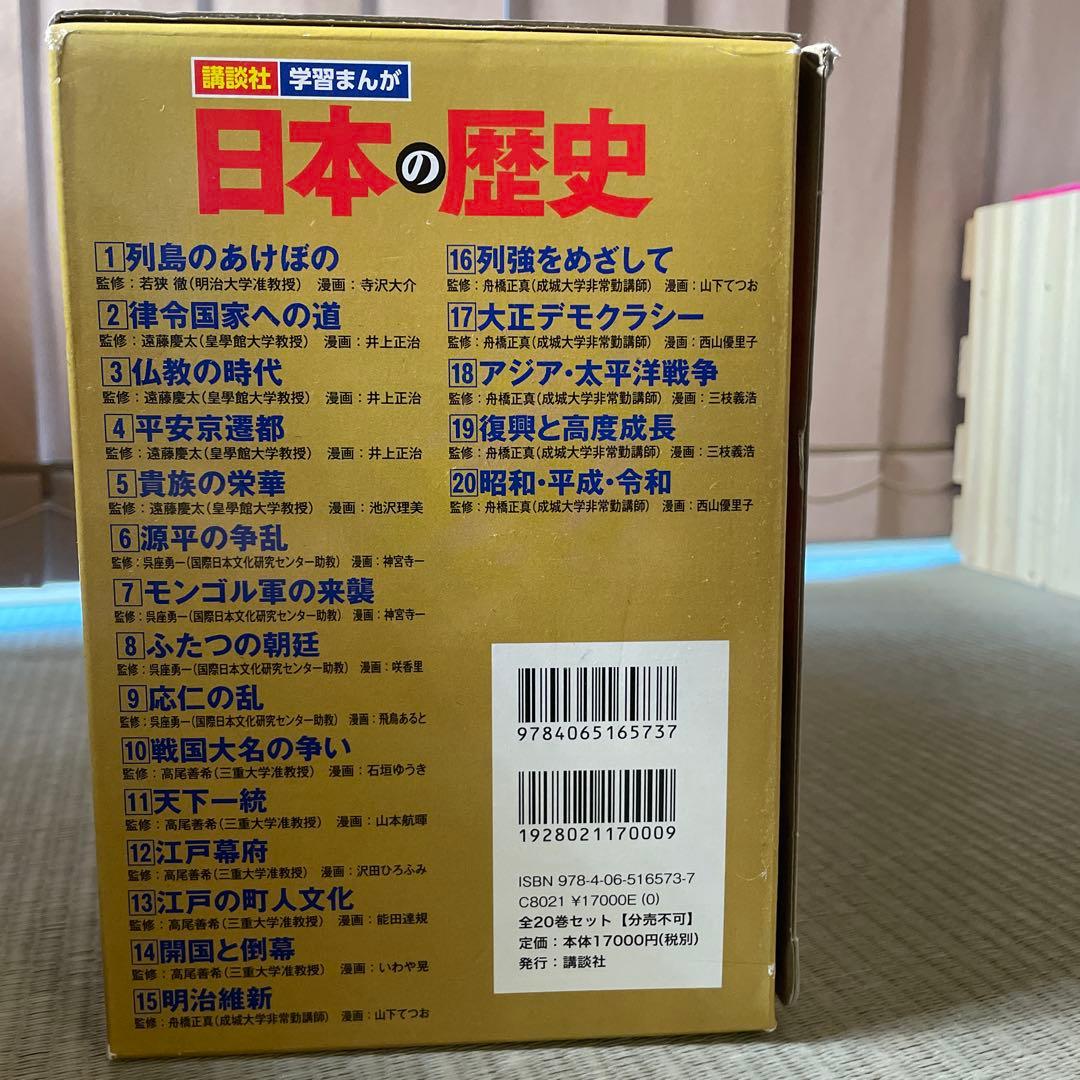 講談社 学習まんが
日本の歴史
1 列島のあけぼの
監修：若狭 徹(明治大学准教授) 漫画：寺沢大介
2 律令国家への道
監修：遠藤慶太(皇學館大学教授) 漫画：井上正治
3 仏教の時代
監修：遠藤慶太(皇學館大学教授) 漫画：井上正治
4 平安京遷都
監修：遠藤慶太(皇學館大学教授) 漫画：井上正治
5 貴族の栄華
監修：遠藤慶太(皇學館大学教授) 漫画：池沢理美
6 源平の争乱
監修：呉座勇一(国際日本文化研究センター助教) 漫画：神宮寺一
7 モンゴル軍の来襲
監修：呉座勇一(国際日本文化研究センター助教) 漫画：神宮寺一
8 ふたつの朝廷
監修：呉座勇一(国際日本文化研究センター助教) 漫画：咲香里
9 応仁の乱
監修：呉座勇一(国際日本文化研究センター助教) 漫画：飛鳥あると
10 戦国大名の争い
監修：高尾善希(三重大学准教授) 漫画：石垣ゆうき
11 天下一統
監修：高尾善希(三重大学准教授) 漫画：山本航暉
12 江戸幕府
監修：高尾善希(三重大学准教授) 漫画：沢田ひろふみ
13 江戸の町人文化
監修：高尾善希(三重大学准教授) 漫画：能田達規
14 開国と倒幕
監修：高尾善希(三重大学准教授) 漫画：いわや晃
15 明治維新
監修：舟橋正真(成城大学非常勤講師) 漫画：山下てつお
16 列強をめざして
監修：舟橋正真(成城大学非常勤講師) 漫画：山下てつお
17 大正デモクラシー
監修：舟橋正真(成城大学非常勤講師) 漫画：西山優里子
18 アジア・太平洋戦争
監修：舟橋正真(成城大学非常勤講師) 漫画：三枝義浩
19 復興と高度成長
監修：舟橋正真(成城大学非常勤講師) 漫画：三枝義浩
20 昭和・平成・令和
監修：舟橋正真(成城大学非常勤講師) 漫画：西山優里子
9784065165737
1928021170009
ISBN 978-4-06-516573-7
C8021 ¥17000E (0)
全20巻セット【分売不可】
定価：本体17000円(税別)
発行：講談社